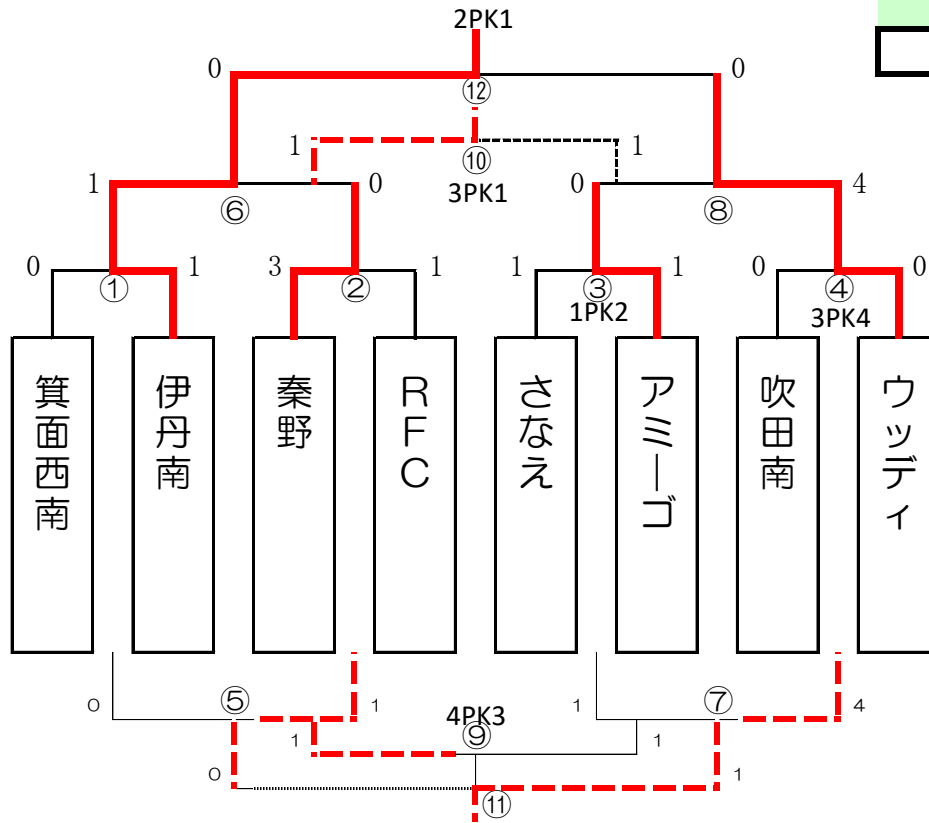 2PK1
0 0
⑫
1 1
⑩
3PK1
1 0 0 4
⑥ ⑧
0 1 3 1 1 1 0 0
① ② ③ ④
1PK2 3PK4
箕面西南
伊丹南
秦野
RFC
さなえ
アミーゴ
吹田南
ウッディ
0 ⑤ 1 1 ⑦ 4
4PK3
1 ⑨ 1
0 1
⑪